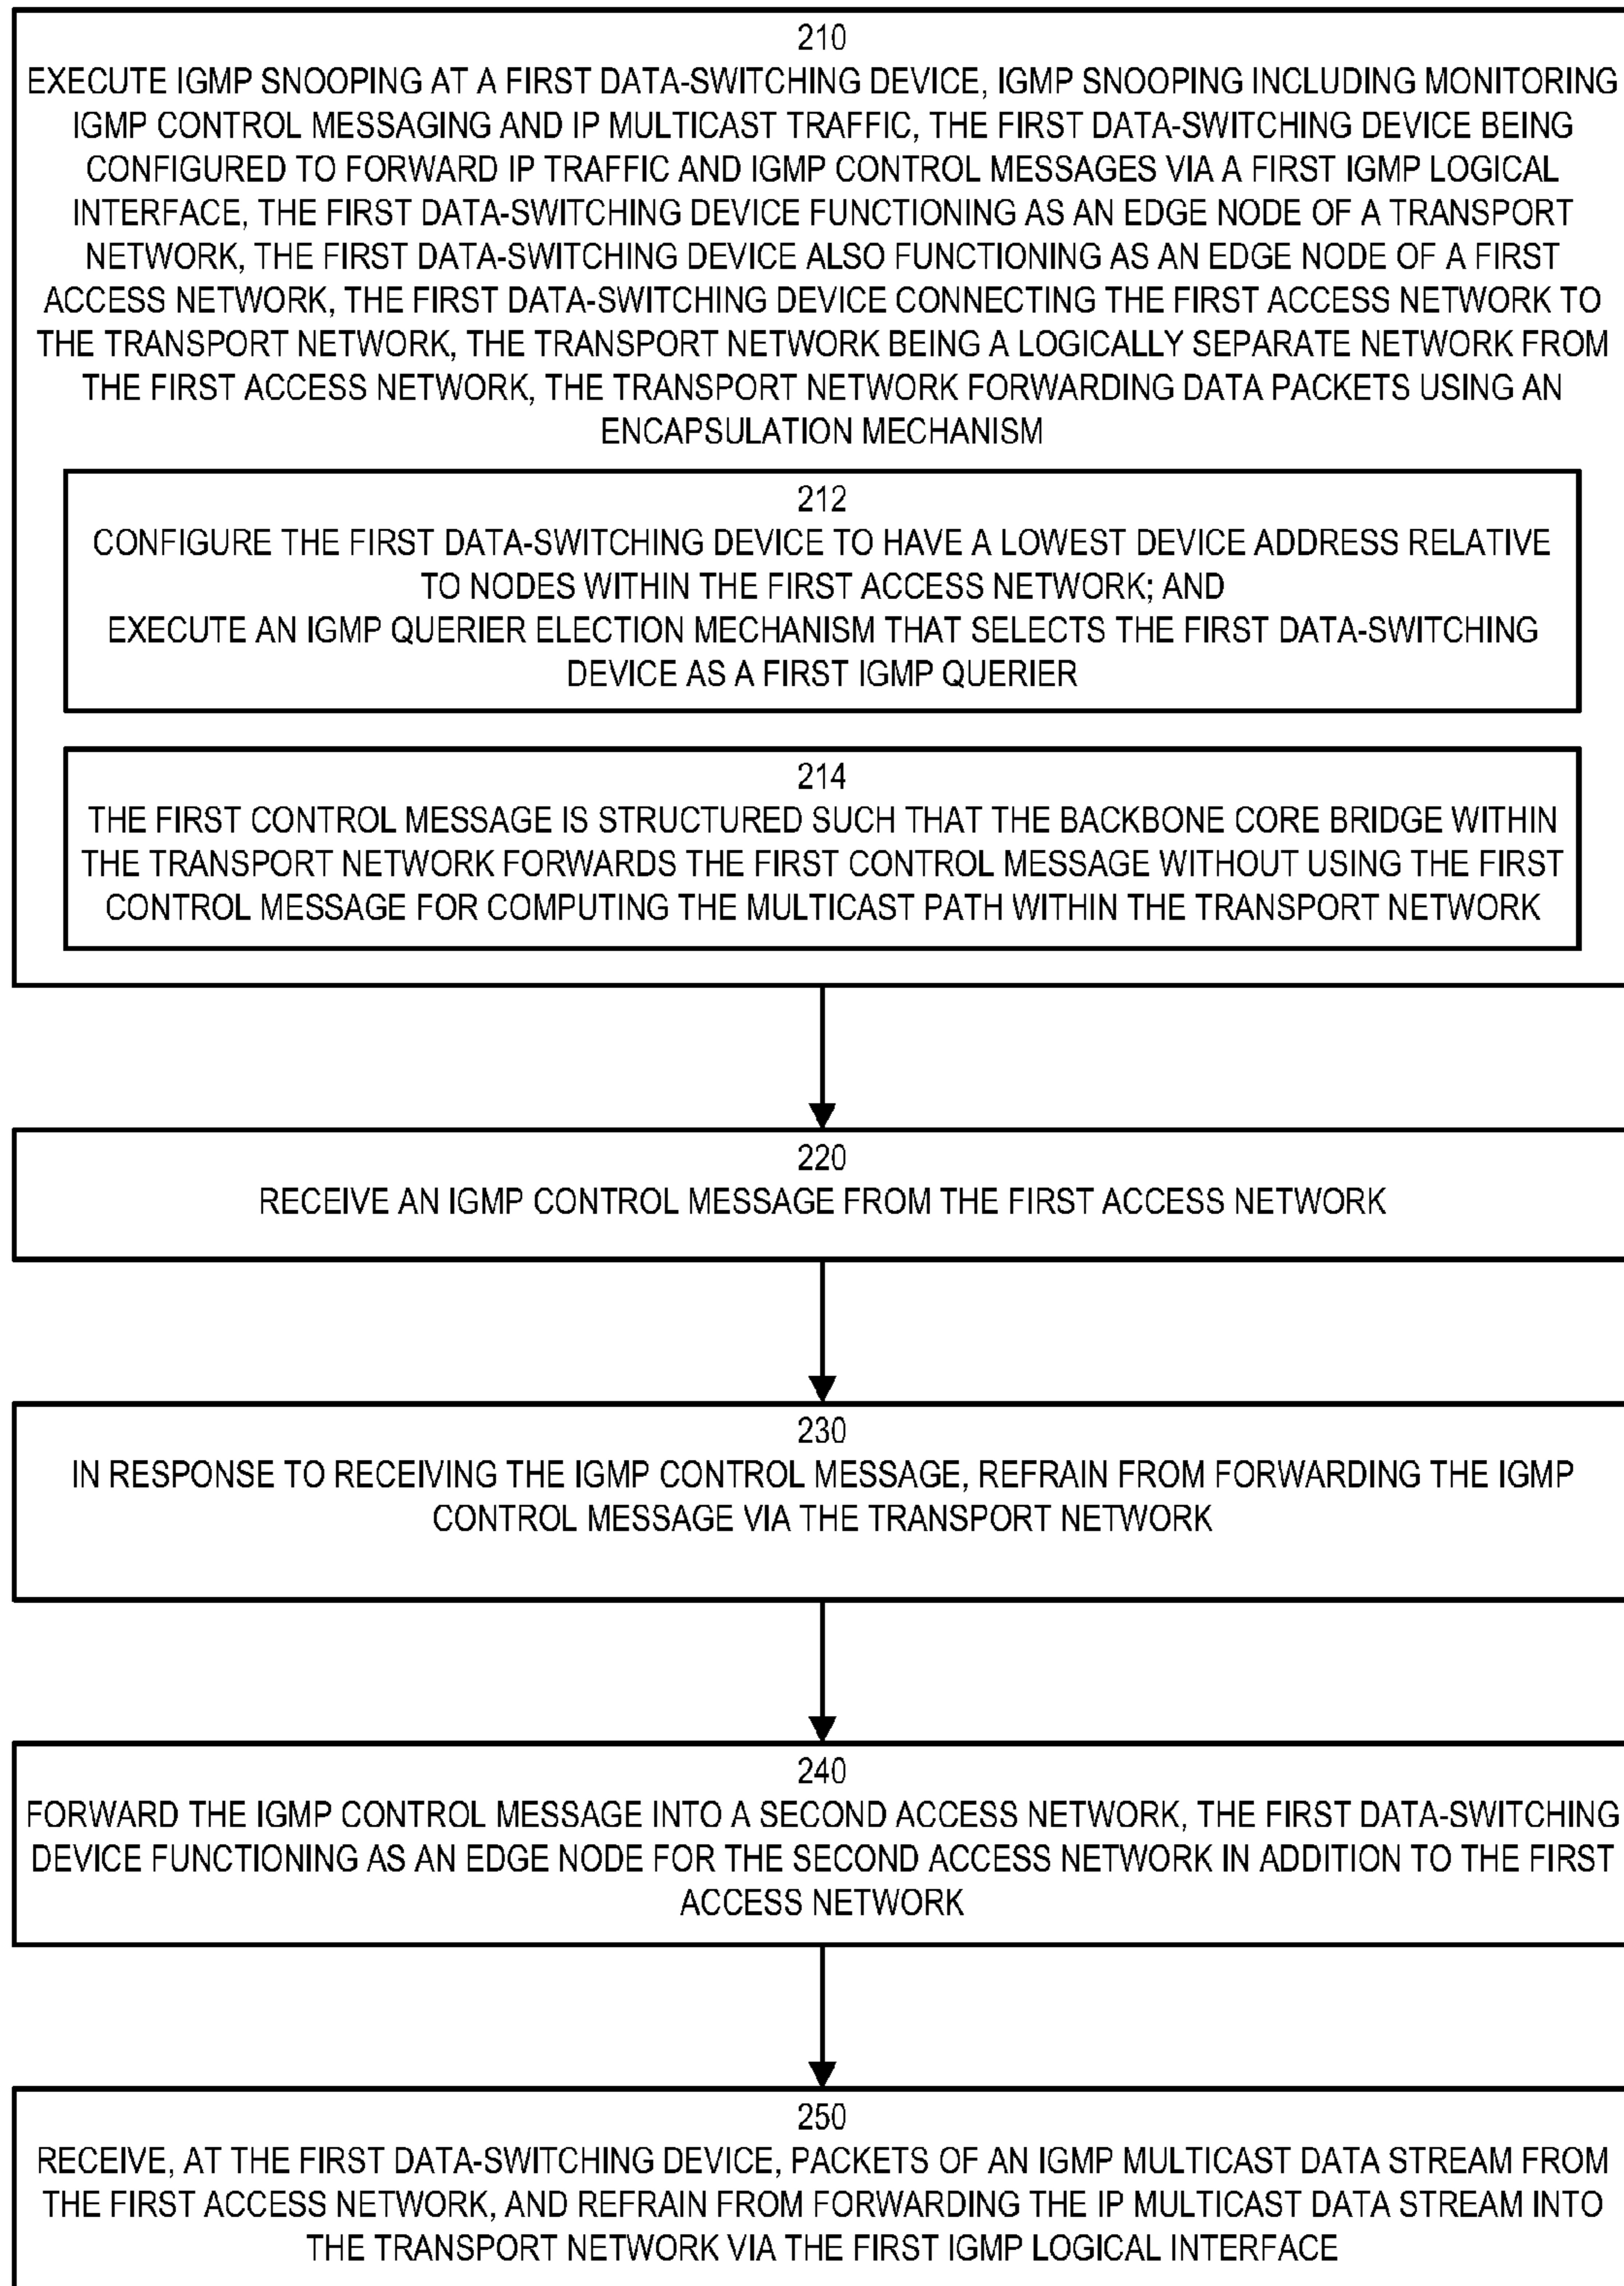 210
EXECUTE IGMP SNOOPING AT A FIRST DATA-SWITCHING DEVICE, IGMP SNOOPING INCLUDING MONITORING
IGMP CONTROL MESSAGING AND IP MULTICAST TRAFFIC, THE FIRST DATA-SWITCHING DEVICE BEING
CONFIGURED TO FORWARD IP TRAFFIC AND IGMP CONTROL MESSAGES VIA A FIRST IGMP LOGICAL
INTERFACE, THE FIRST DATA-SWITCHING DEVICE FUNCTIONING AS AN EDGE NODE OF A TRANSPORT
NETWORK, THE FIRST DATA-SWITCHING DEVICE ALSO FUNCTIONING AS AN EDGE NODE OF A FIRST
ACCESS NETWORK, THE FIRST DATA-SWITCHING DEVICE CONNECTING THE FIRST ACCESS NETWORK TO
THE TRANSPORT NETWORK, THE TRANSPORT NETWORK BEING A LOGICALLY SEPARATE NETWORK FROM
THE FIRST ACCESS NETWORK, THE TRANSPORT NETWORK FORWARDING DATA PACKETS USING AN
ENCAPSULATION MECHANISM
212
CONFIGURE THE FIRST DATA-SWITCHING DEVICE TO HAVE A LOWEST DEVICE ADDRESS RELATIVE
TO NODES WITHIN THE FIRST ACCESS NETWORK; AND
EXECUTE AN IGMP QUERIER ELECTION MECHANISM THAT SELECTS THE FIRST DATA-SWITCHING
DEVICE AS A FIRST IGMP QUERIER
214
THE FIRST CONTROL MESSAGE IS STRUCTURED SUCH THAT THE BACKBONE CORE BRIDGE WITHIN
THE TRANSPORT NETWORK FORWARDS THE FIRST CONTROL MESSAGE WITHOUT USING THE FIRST
CONTROL MESSAGE FOR COMPUTING THE MULTICAST PATH WITHIN THE TRANSPORT NETWORK
220
RECEIVE AN IGMP CONTROL MESSAGE FROM THE FIRST ACCESS NETWORK
230
IN RESPONSE TO RECEIVING THE IGMP CONTROL MESSAGE, REFRAIN FROM FORWARDING THE IGMP
CONTROL MESSAGE VIA THE TRANSPORT NETWORK
240
FORWARD THE IGMP CONTROL MESSAGE INTO A SECOND ACCESS NETWORK, THE FIRST DATA-SWITCHING
DEVICE FUNCTIONING AS AN EDGE NODE FOR THE SECOND ACCESS NETWORK IN ADDITION TO THE FIRST
ACCESS NETWORK
250
RECEIVE, AT THE FIRST DATA-SWITCHING DEVICE, PACKETS OF AN IGMP MULTICAST DATA STREAM FROM
THE FIRST ACCESS NETWORK, AND REFRAIN FROM FORWARDING THE IP MULTICAST DATA STREAM INTO
THE TRANSPORT NETWORK VIA THE FIRST IGMP LOGICAL INTERFACE